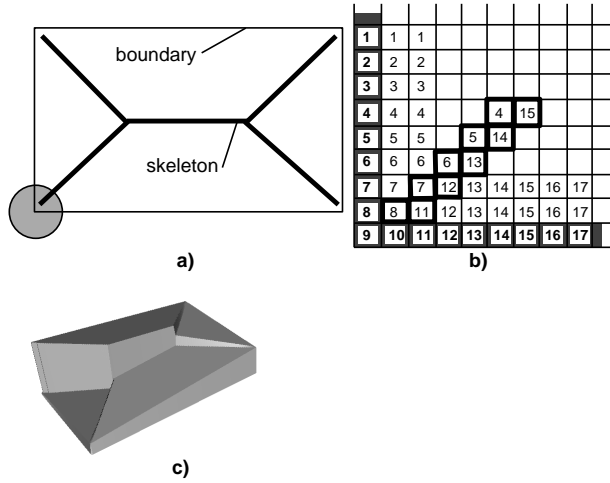 boundary
skeleton
a)
1 1 1
2 2 2
3 3 3
4 4 4 4 15
5 5 5 5 14
6 6 6 6 13
7 7 7 12 13 14 15 16 17
8 8 11 12 13 14 15 16 17
9 10 11 12 13 14 15 16 17
b)
c)